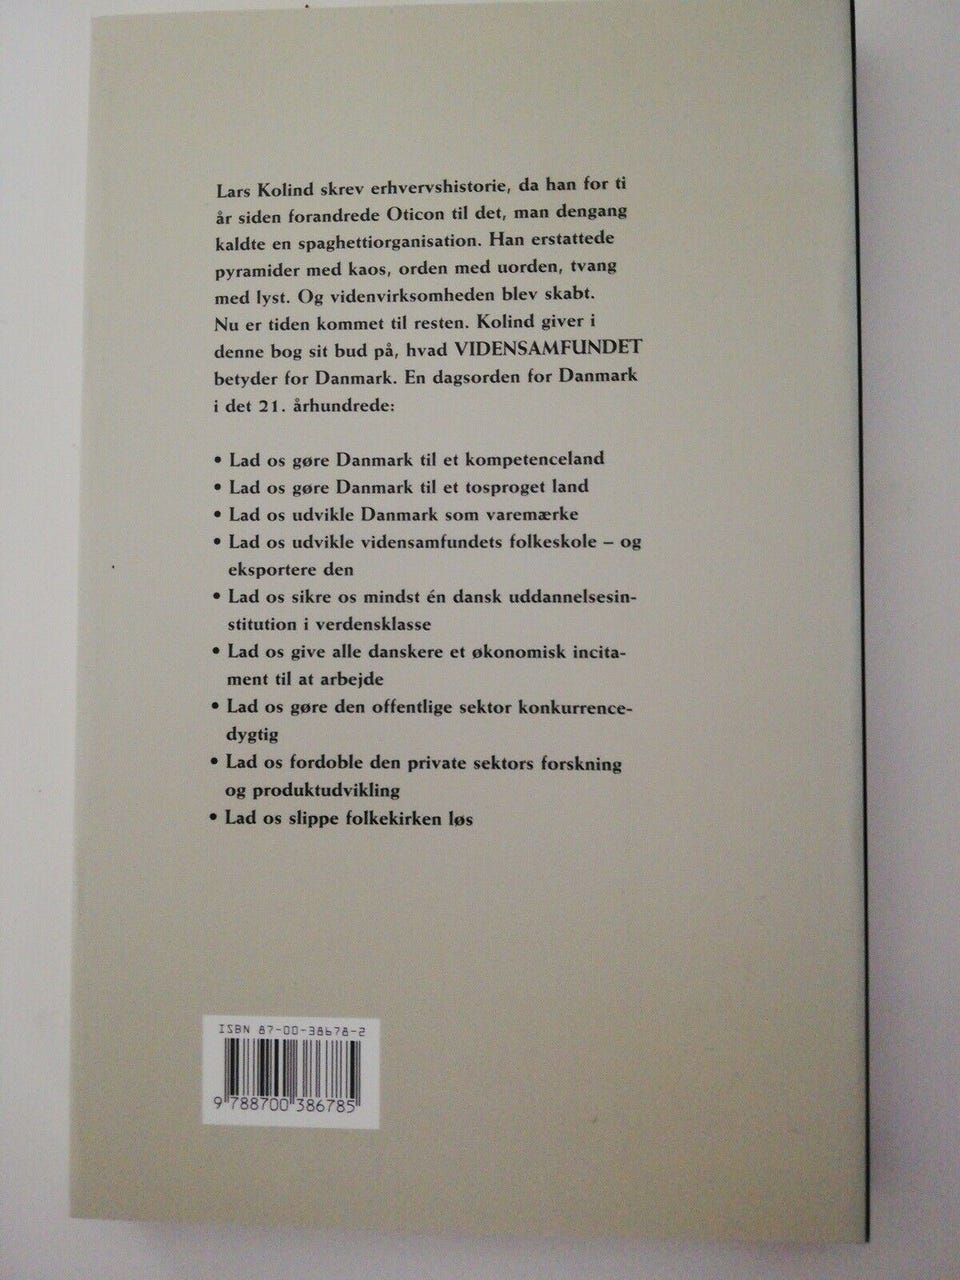 Lars Kolind skrev erhvervshistorie, da han for ti
år siden forandrede Oticon til det, man dengang
kaldte en spaghettiorganisation. Han erstattede
pyramider med kaos, orden med uorden, tvang
med lyst. Og videnvirksomheden blev skabt.
Nu er tiden kommet til resten. Kolind giver i
denne bog sit bud på, hvad VIDENSAMFUNDET
betyder for Danmark. En dagsorden for Danmark
i det 21. århundrede:
• Lad os gøre Danmark til et kompetenceland
• Lad os gøre Danmark til et tosproget land
• Lad os udvikle Danmark som varemærke
• Lad os udvikle vidensamfundets folkeskole – og
eksportere den
• Lad os sikre os mindst én dansk uddannelsesin-
stitution i verdensklasse
• Lad os give alle danskere et økonomisk incita-
ment til at arbejde
• Lad os gøre den offentlige sektor konkurrence-
dygtig
• Lad os fordoble den private sektors forskning
og produktudvikling
• Lad os slippe folkekirken løs
ISBN 87-00-38678-2
9 788700 386785